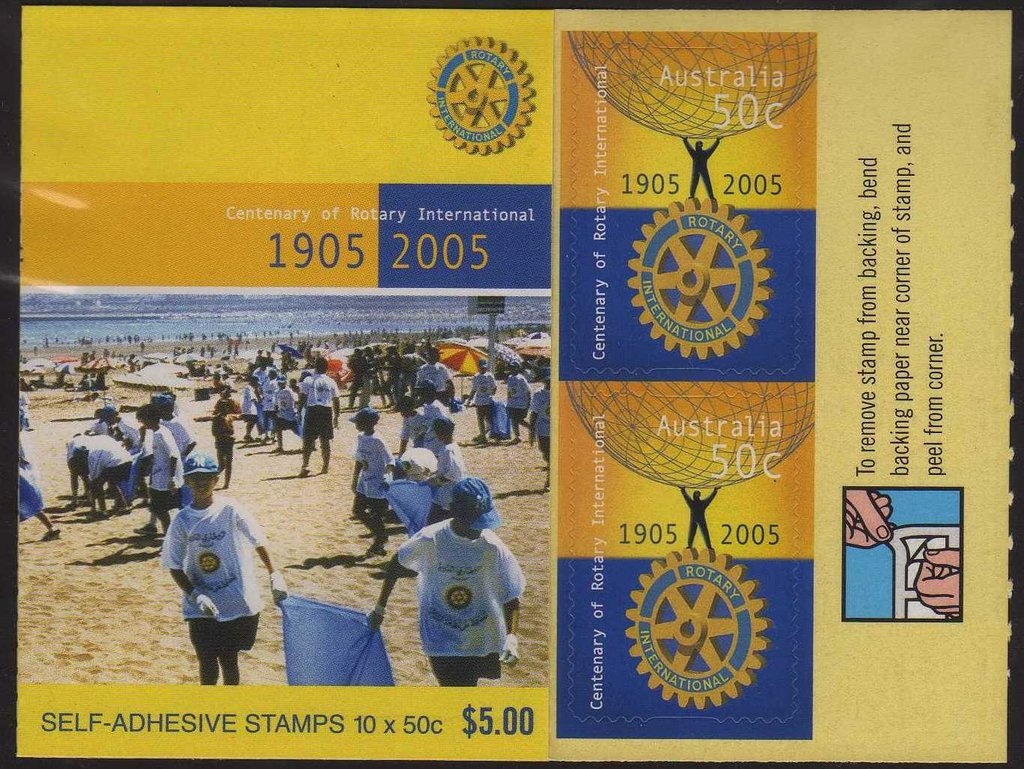 ROTARY
INTERNATIONAL
Centenary of Rotary International
1905 2005
SELF-ADHESIVE STAMPS 10 x 50c $5.00
Australia
50c
1905 2005
Centenary of Rotary International
ROTARY
INTERNATIONAL
Australia
50c
1905 2005
Centenary of Rotary International
ROTARY
INTERNATIONAL
To remove stamp from backing, bend
backing paper near corner of stamp, and
peel from corner.